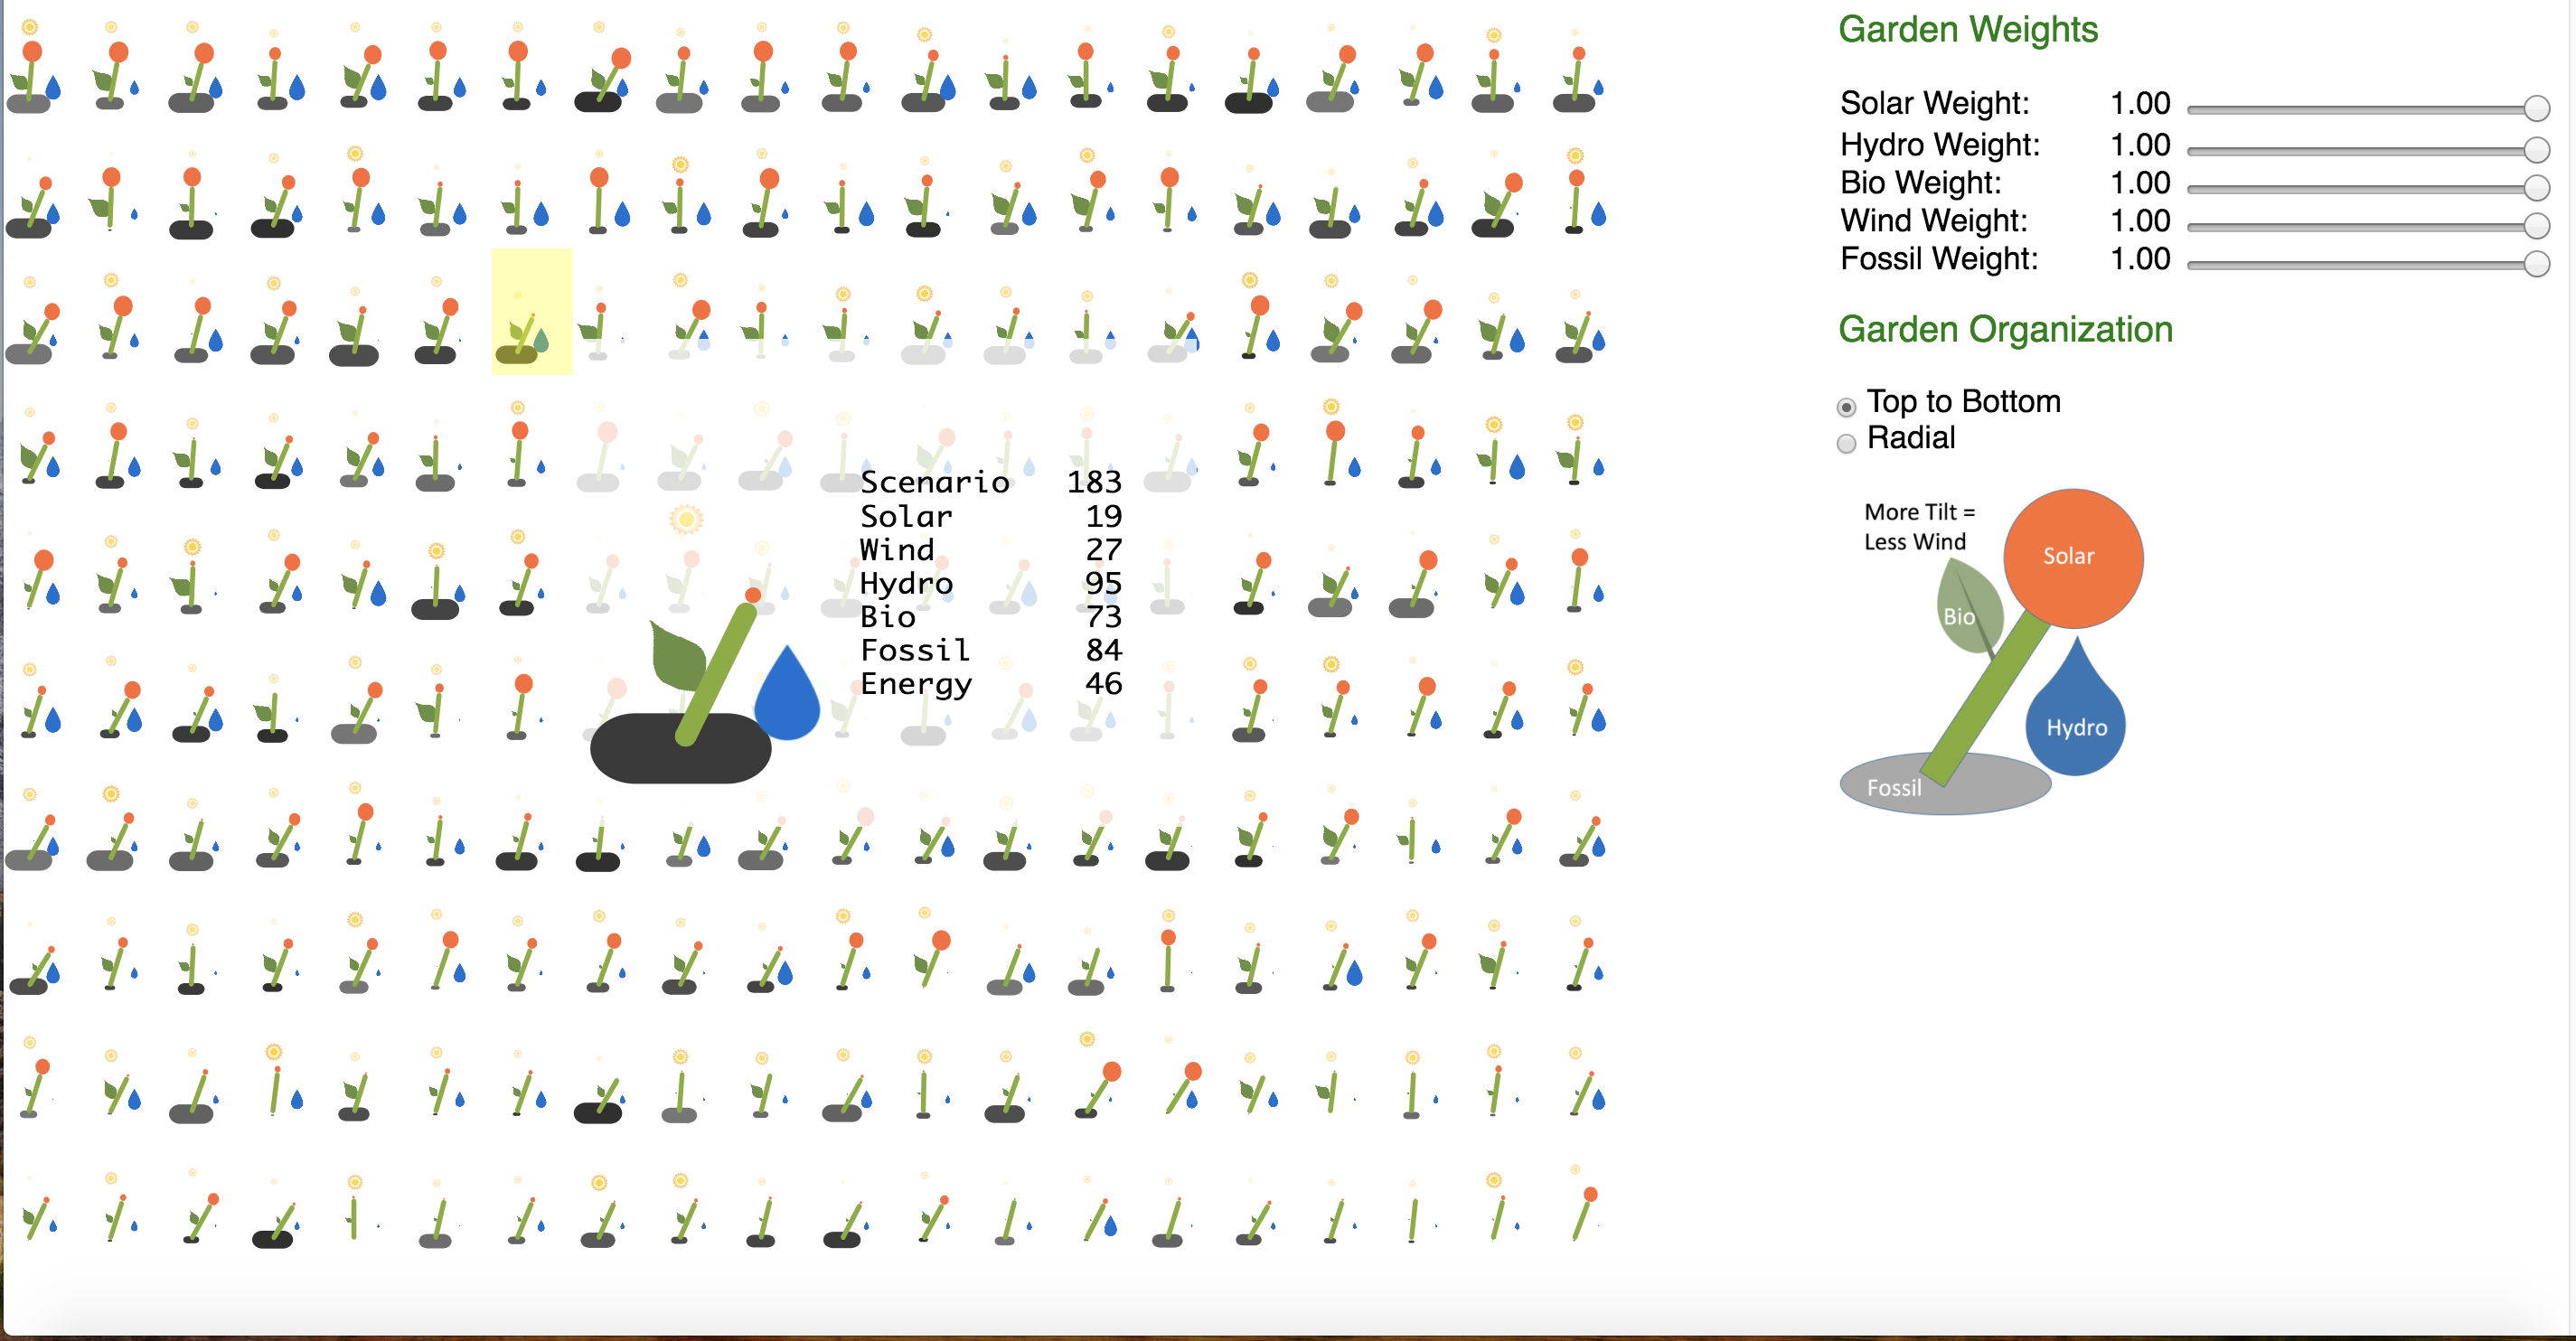 Garden Weights
Solar Weight: 1.00
Hydro Weight: 1.00
Bio Weight: 1.00
Wind Weight: 1.00
Fossil Weight: 1.00
Garden Organization
Top to Bottom
Radial
Scenario 183
Solar 19
Wind 27
Hydro 95
Bio 73
Fossil 84
Energy 46
More Tilt =
Less Wind
Solar
Bio
Hydro
Fossil